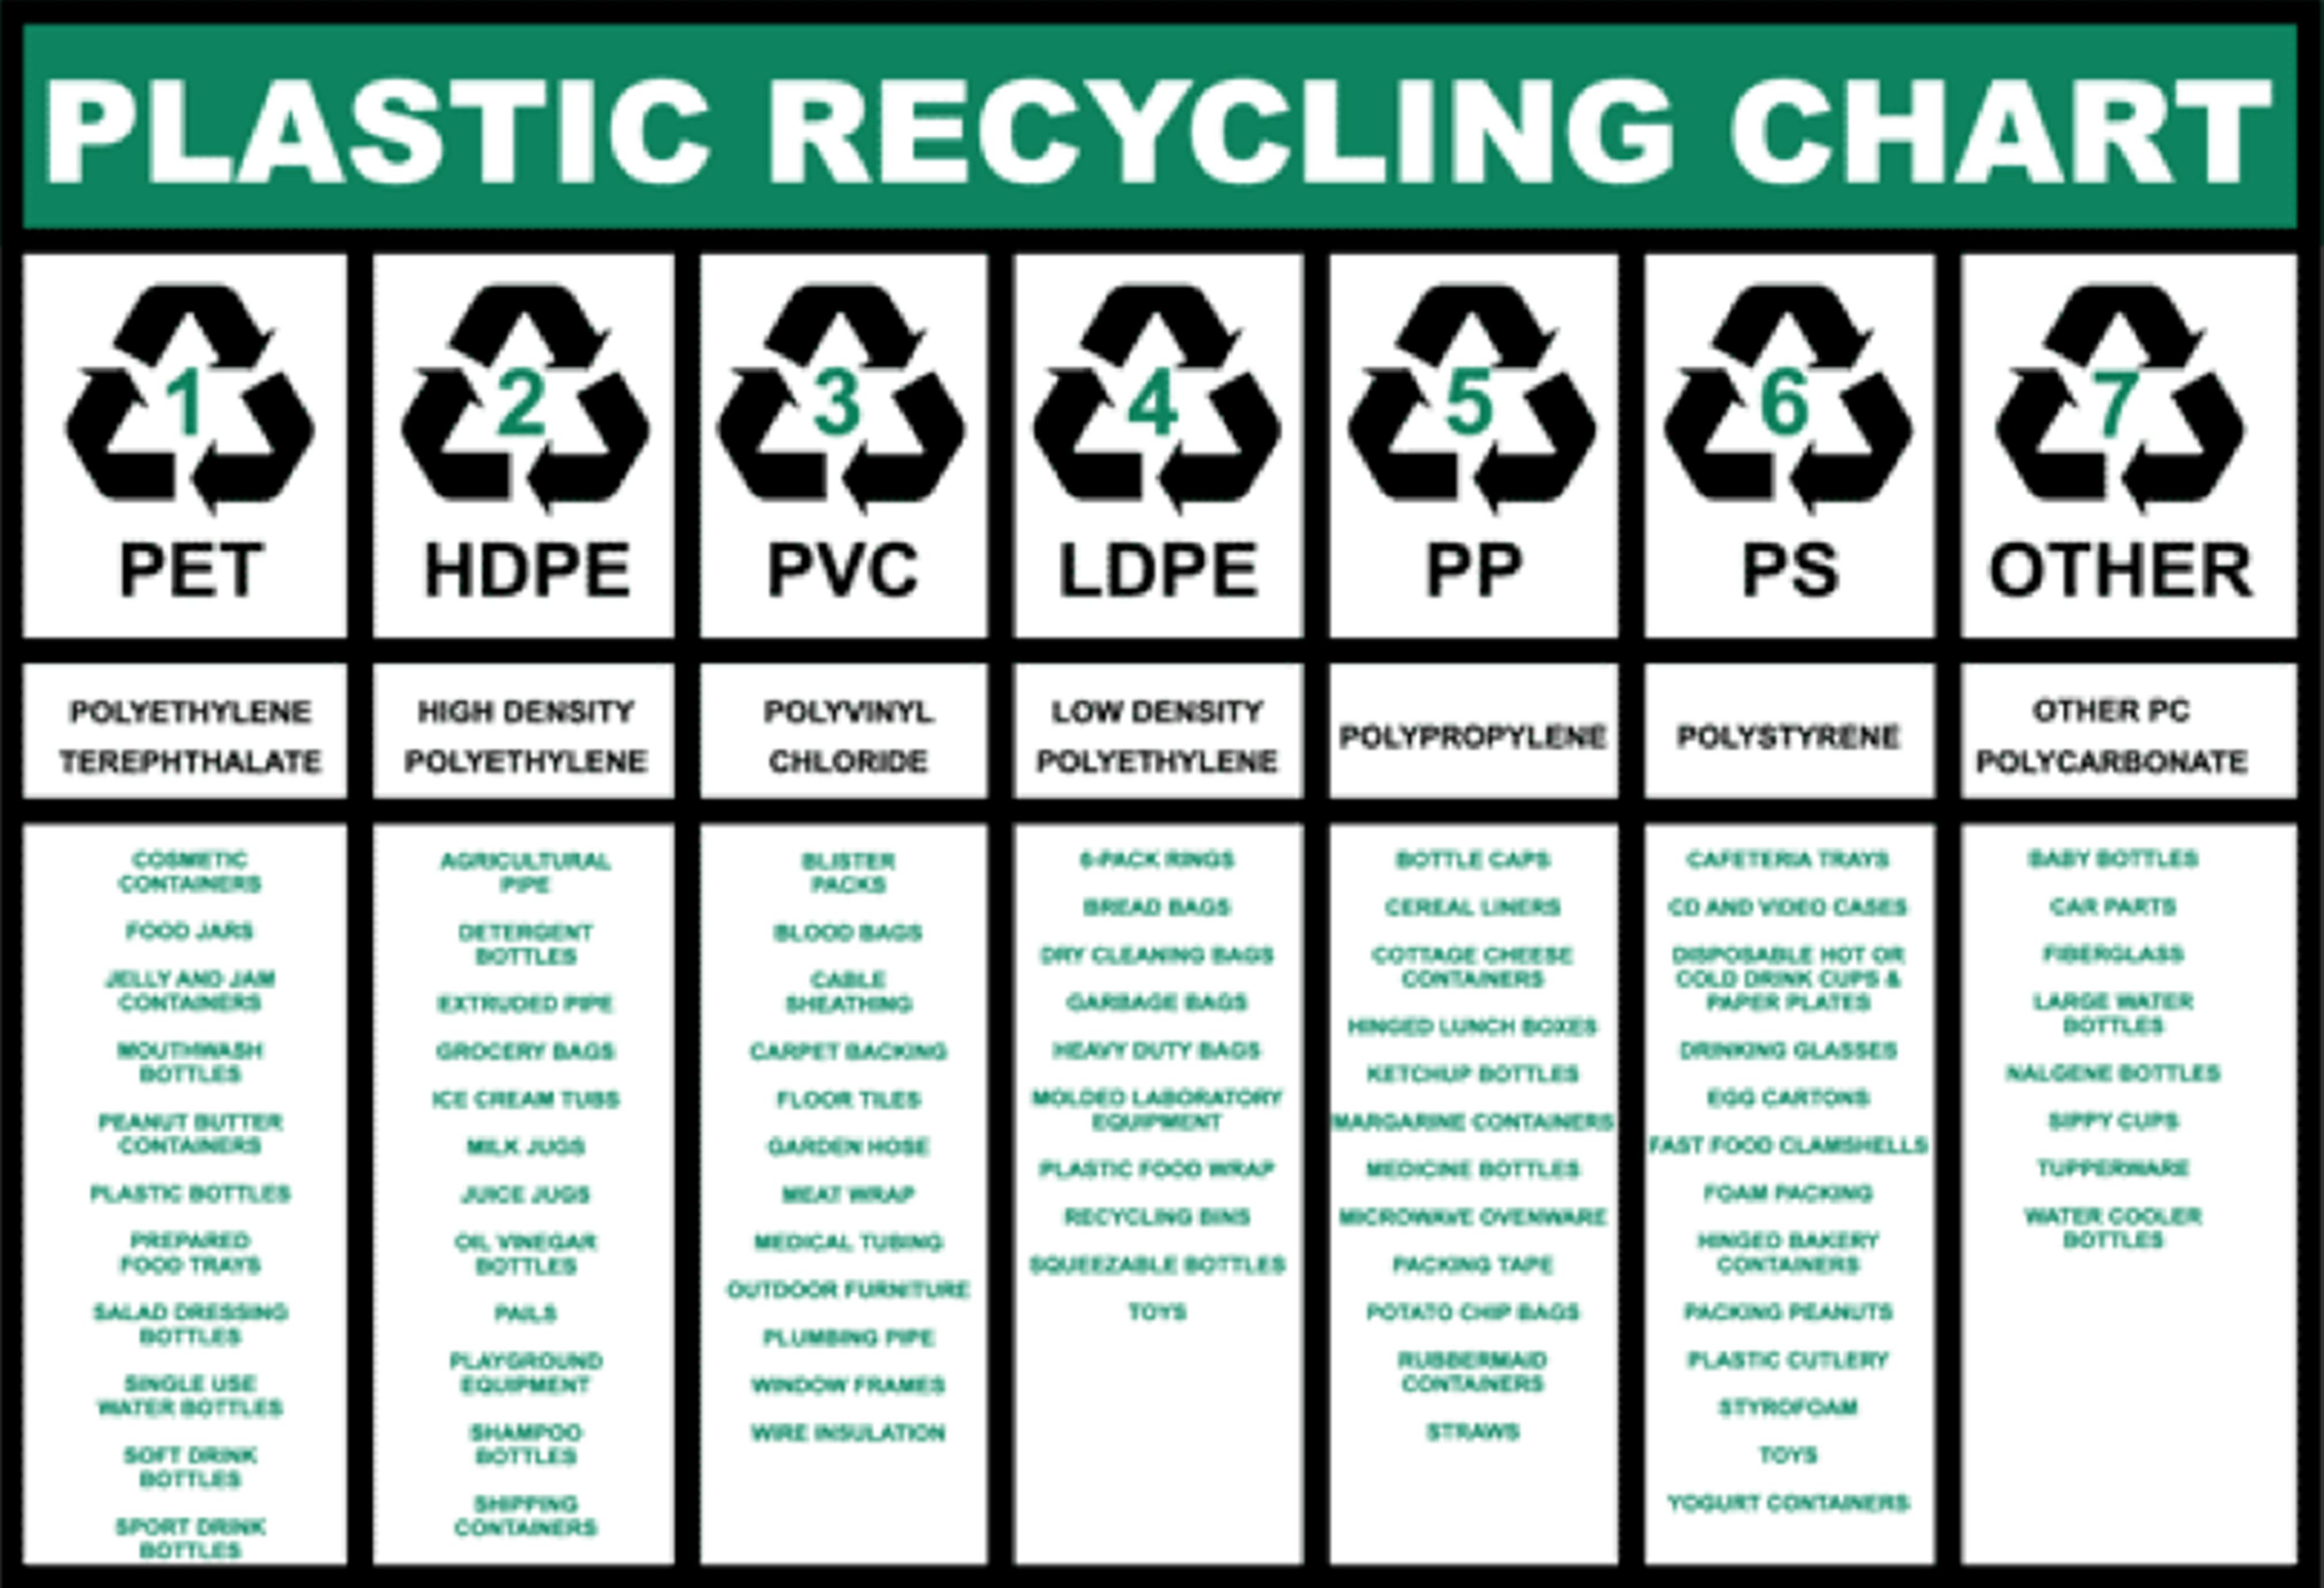 PLASTIC RECYCLING CHART
1
PET
POLYETHYLENE
TEREPHTHALATE
COSMETIC
CONTAINERS
FOOD JARS
JELLY AND JAM
CONTAINERS
MOUTHWASH
BOTTLES
PEANUT BUTTER
CONTAINERS
PLASTIC BOTTLES
PREPARED
FOOD TRAYS
SALAD DRESSING
BOTTLES
SINGLE USE
WATER BOTTLES
SOFT DRINK
BOTTLES
SPORT DRINK
BOTTLES
2
HDPE
HIGH DENSITY
POLYETHYLENE
AGRICULTURAL
PIPE
DETERGENT
BOTTLES
EXTRUDED PIPE
GROCERY BAGS
ICE CREAM TUBS
MILK JUGS
JUICE JUGS
OIL VINEGAR
BOTTLES
PAILS
PLAYGROUND
EQUIPMENT
SHAMPOO
BOTTLES
SHIPPING
CONTAINERS
3
PVC
POLYVINYL
CHLORIDE
BLISTER
PACKS
BLOOD BAGS
CABLE
SHEATHING
CARPET BACKING
FLOOR TILES
GARDEN HOSE
MEAT WRAP
MEDICAL TUBING
OUTDOOR FURNITURE
PLUMBING PIPE
WINDOW FRAMES
WIRE INSULATION
4
LDPE
LOW DENSITY
POLYETHYLENE
6-PACK RINGS
BREAD BAGS
DRY CLEANING BAGS
GARBAGE BAGS
HEAVY DUTY BAGS
MOLDED LABORATORY
EQUIPMENT
PLASTIC FOOD WRAP
RECYCLING BINS
SQUEEZABLE BOTTLES
TOYS
5
PP
POLYPROPYLENE
BOTTLE CAPS
CEREAL LINERS
COTTAGE CHEESE
CONTAINERS
HINGED LUNCH BOXES
KETCHUP BOTTLES
MARGARINE CONTAINERS
MEDICINE BOTTLES
MICROWAVE OVENWARE
PACKING TAPE
POTATO CHIP BAGS
RUBBERMAID
CONTAINERS
STRAWS
6
PS
POLYSTYRENE
CAFETERIA TRAYS
CD AND VIDEO CASES
DISPOSABLE HOT OR
COLD DRINK CUPS &
PAPER PLATES
DRINKING GLASSES
EGG CARTONS
FAST FOOD CLAMSHELLS
FOAM PACKING
HINGED BAKERY
CONTAINERS
PACKING PEANUTS
PLASTIC CUTLERY
STYROFOAM
TOYS
YOGURT CONTAINERS
7
OTHER
OTHER PC
POLYCARBONATE
BABY BOTTLES
CAR PARTS
FIBERGLASS
LARGE WATER
BOTTLES
NALGENE BOTTLES
SIPPY CUPS
TUPPERWARE
WATER COOLER
BOTTLES